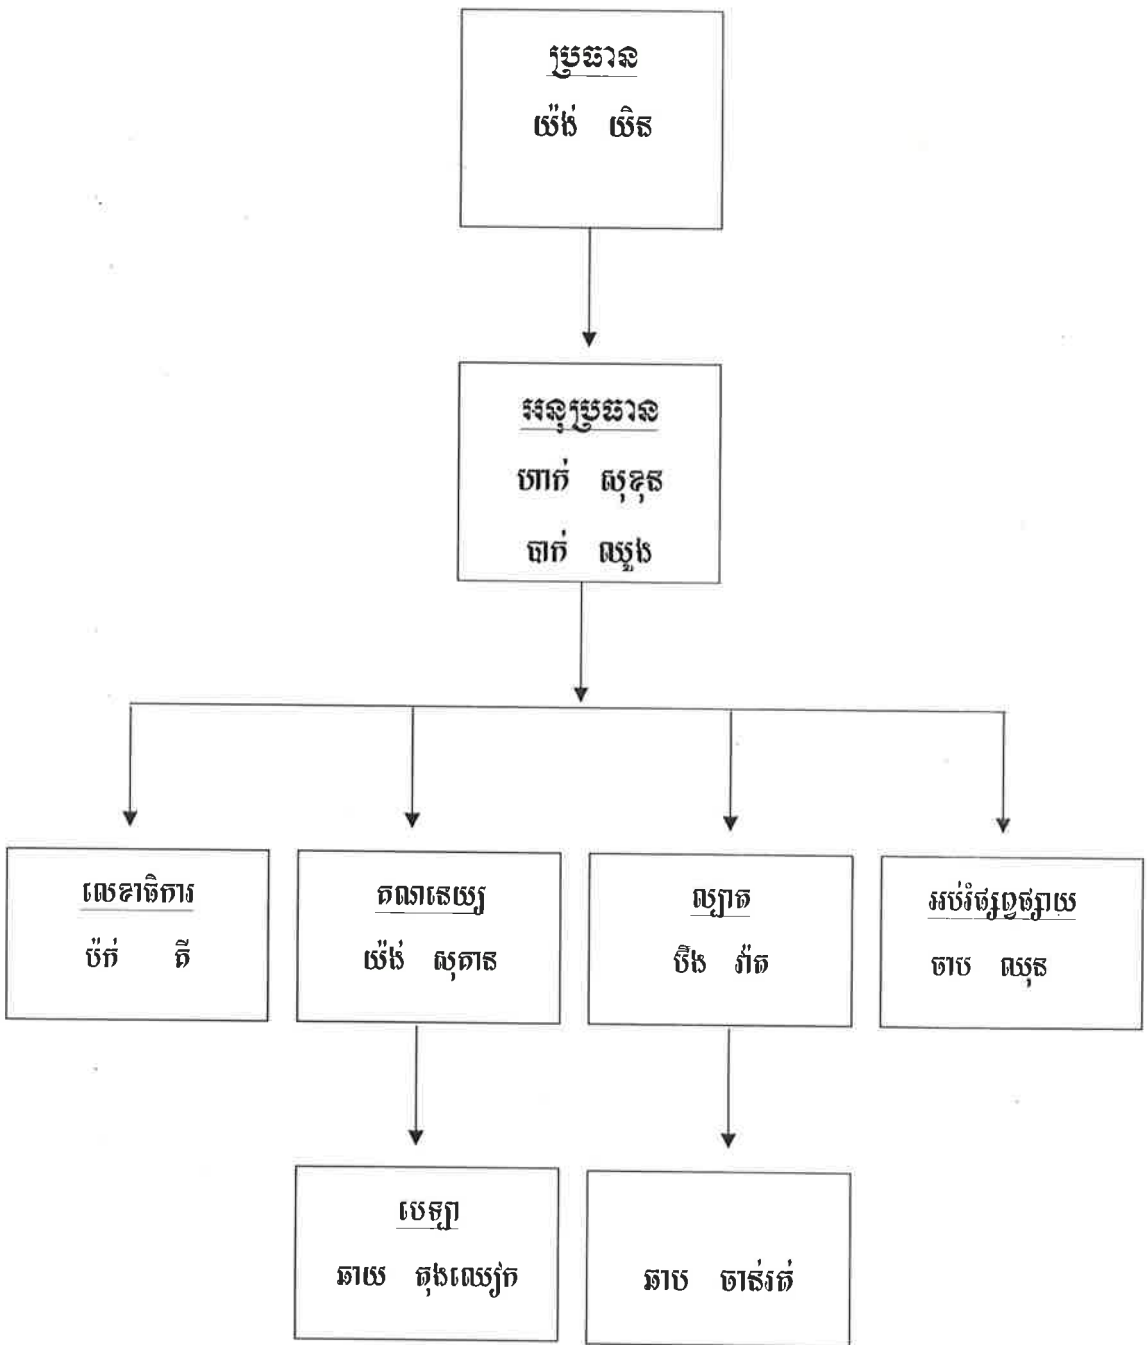 ប្រធាន
យ៉ង់ យិន
អនុប្រធាន
ហាក់ សុខុន
បាក់ ឈួង
លេខាធិការ
ប៉ក់ គី
គណនេយ្យ
យ៉ង់ សុគាន
ល្បាត
ប៊ឹង វ៉ាត
អប់រំផ្សព្វផ្សាយ
ចាប ឈុន
បេឡា
ឆាយ តុងឈៀក
ឆាប ចាន់រត់